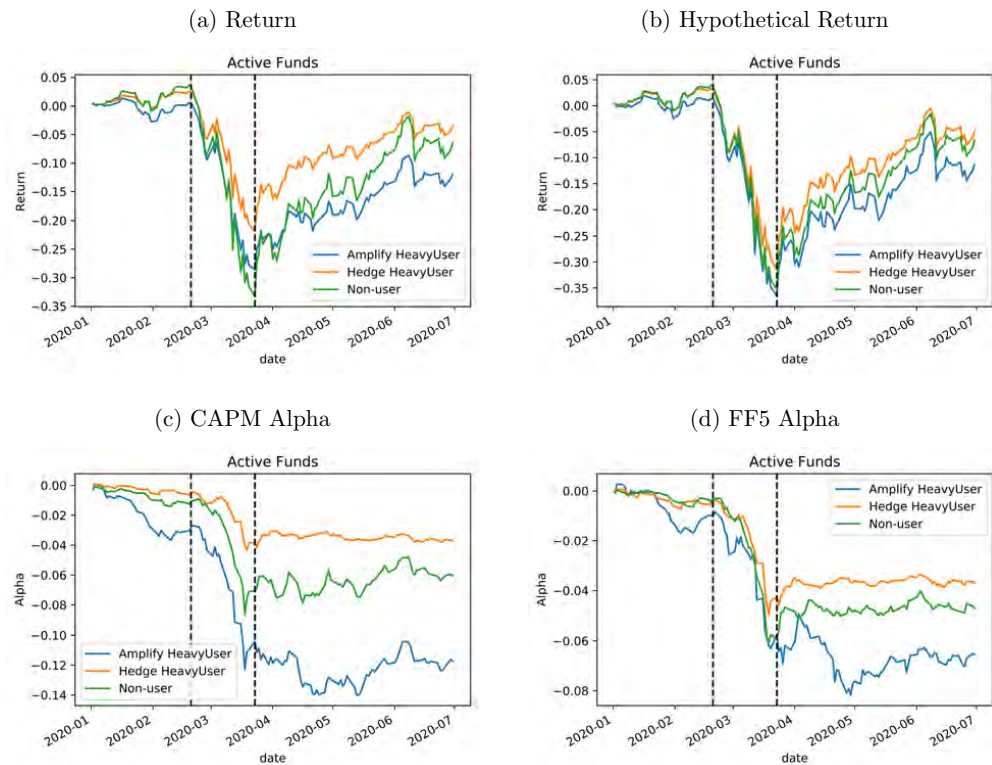 (a) Return
(b) Hypothetical Return
Active Funds
0.05
0.00
−0.05
−0.10
−0.15
−0.20
−0.25
−0.30
−0.35
Return
Amplify HeavyUser
Hedge HeavyUser
Non-user
2020-01
2020-02
2020-03
2020-04
2020-05
2020-06
2020-07
date
Active Funds
0.05
0.00
−0.05
−0.10
−0.15
−0.20
−0.25
−0.30
−0.35
Return
Amplify HeavyUser
Hedge HeavyUser
Non-user
2020-01
2020-02
2020-03
2020-04
2020-05
2020-06
2020-07
date
(c) CAPM Alpha
(d) FF5 Alpha
Active Funds
0.00
−0.02
−0.04
−0.06
−0.08
−0.10
−0.12
−0.14
Alpha
Amplify HeavyUser
Hedge HeavyUser
Non-user
2020-01
2020-02
2020-03
2020-04
2020-05
2020-06
2020-07
date
Active Funds
0.00
−0.02
−0.04
−0.06
−0.08
Alpha
Amplify HeavyUser
Hedge HeavyUser
Non-user
2020-01
2020-02
2020-03
2020-04
2020-05
2020-06
2020-07
date